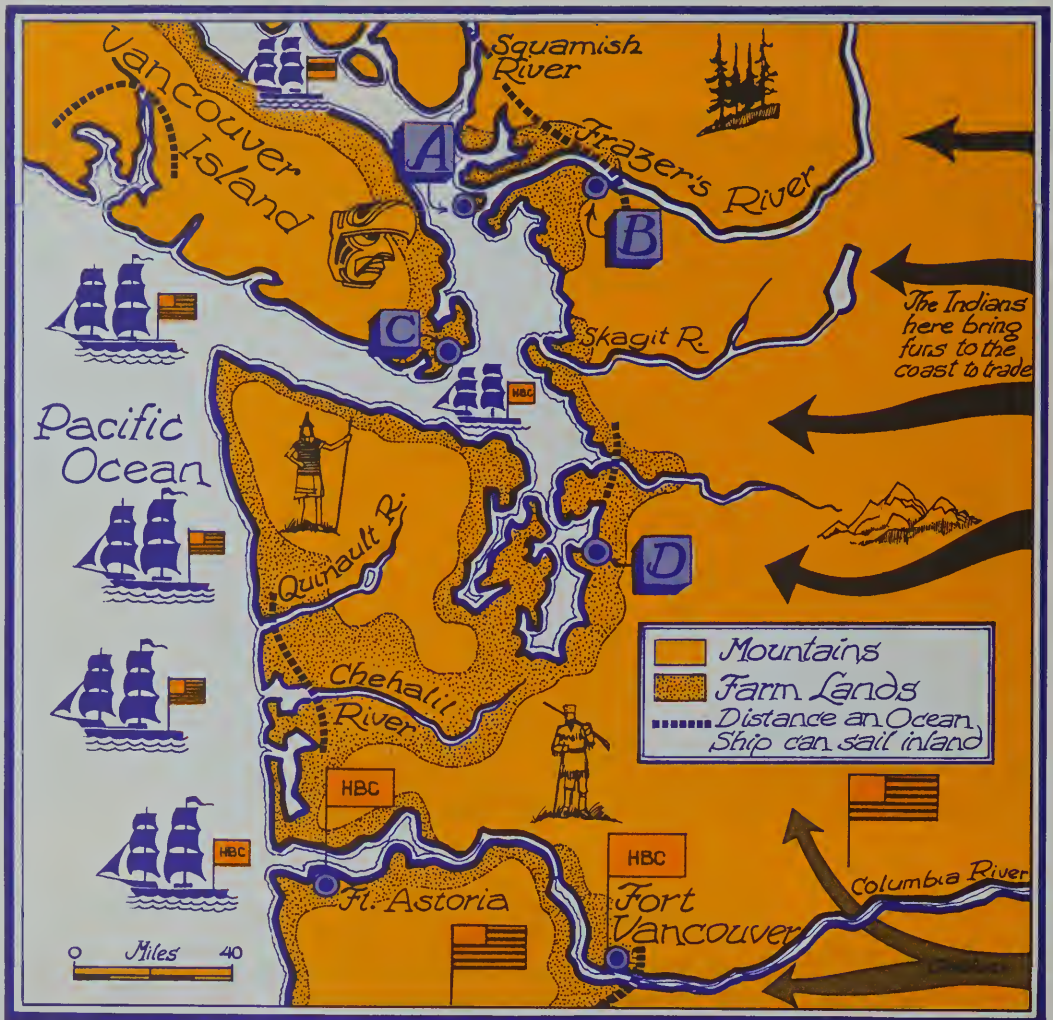 Squamish
River
Vancouver
Island
A
Frazer's River
B
The Indians
here bring
furs to the
coast to trade
C
Skagit R.
HBC
Pacific
Ocean
Quinault R.
D
Mountains
Farm Lands
Distance an Ocean
Ship can sail inland
Chehalil
River
HBC
HBC
HBC
Ft. Astoria
Fort
Vancouver
Columbia River
0 Miles 40